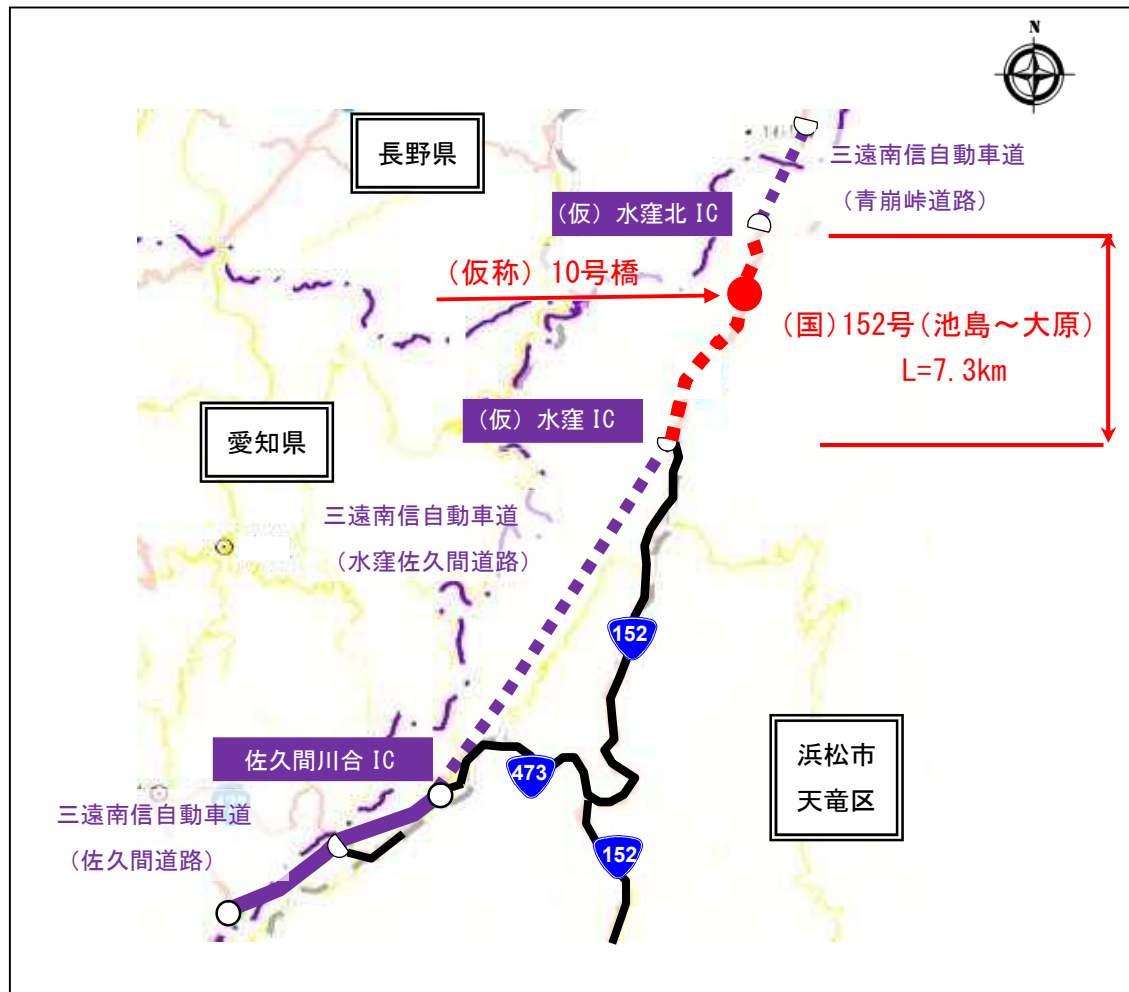 N
長野県
三遠南信自動車道
(青崩峠道路)
(仮) 水窪北 IC
(仮称) 10号橋
(国)152号(池島～大原)
L=7.3km
(仮) 水窪 IC
愛知県
三遠南信自動車道
(水窪佐久間道路)
152
浜松市
天竜区
佐久間川合 IC
473
三遠南信自動車道
(佐久間道路)
152